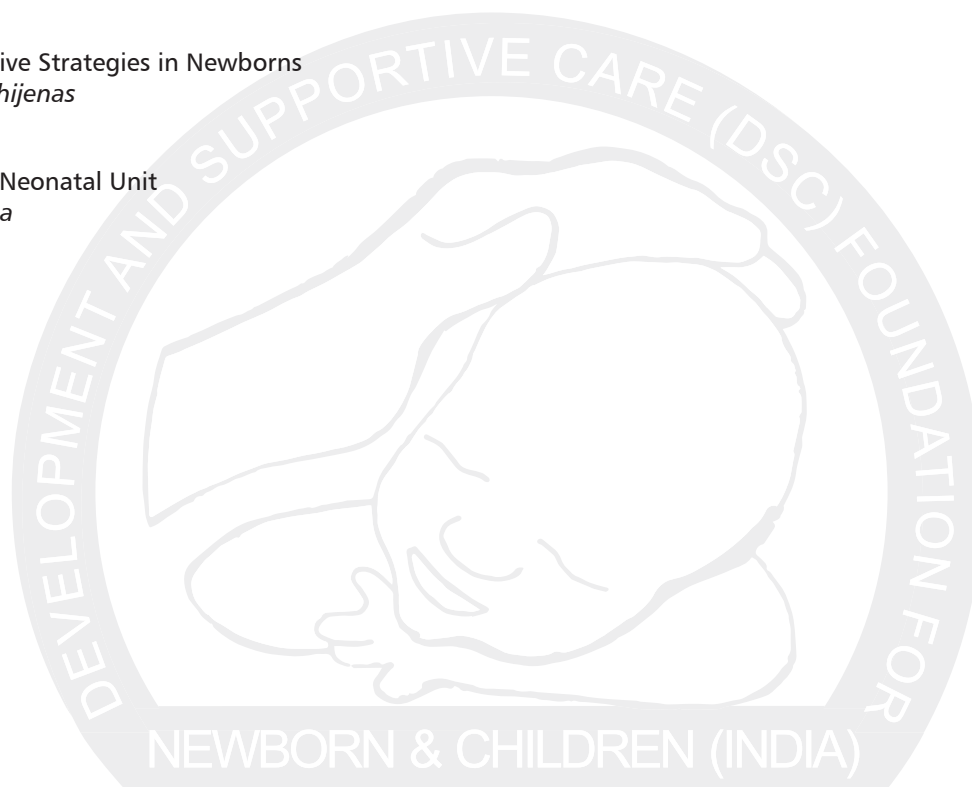 ive Strategies in Newborns
hijenas
Neonatal Unit
a
DEVELOPMENT AND SUPPORTIVE CARE (DSC) FOUNDATION FOR
NEWBORN & CHILDREN (INDIA)